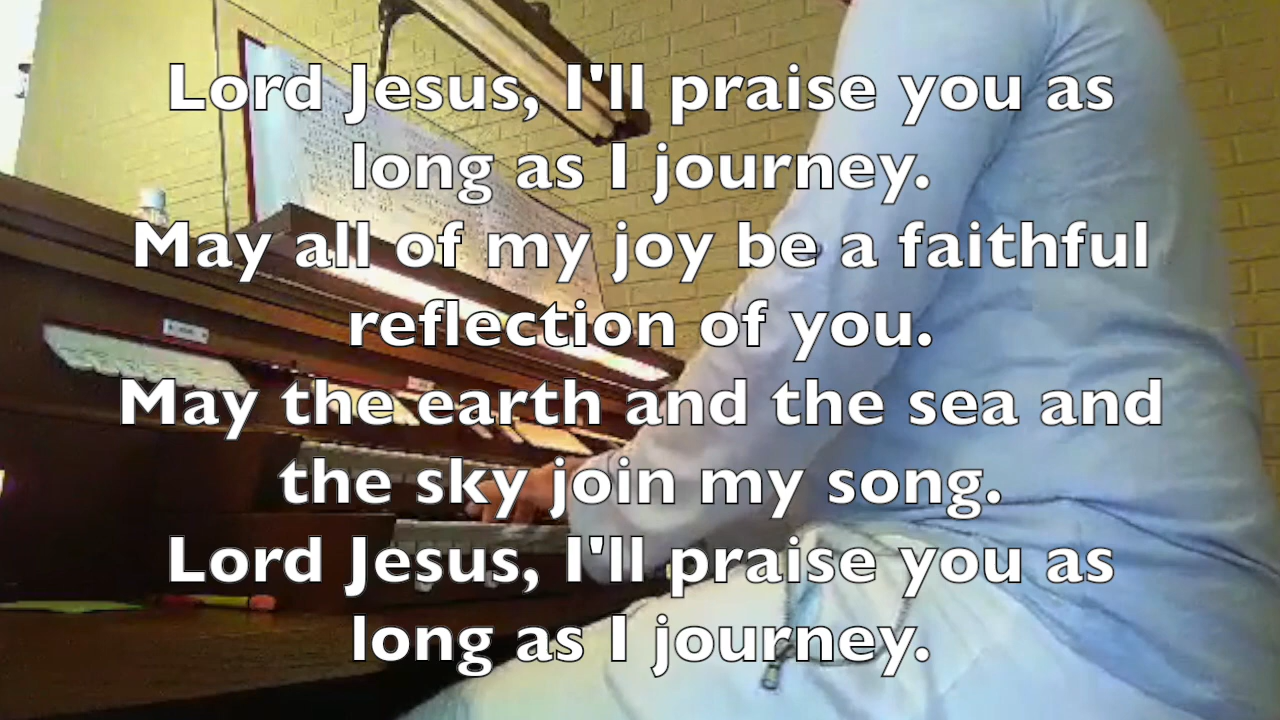 Lord Jesus, I'll praise you as
long as I journey.
May all of my joy be a faithful
reflection of you.
May the earth and the sea and
the sky join my song.
Lord Jesus, I'll praise you as
long as I journey.